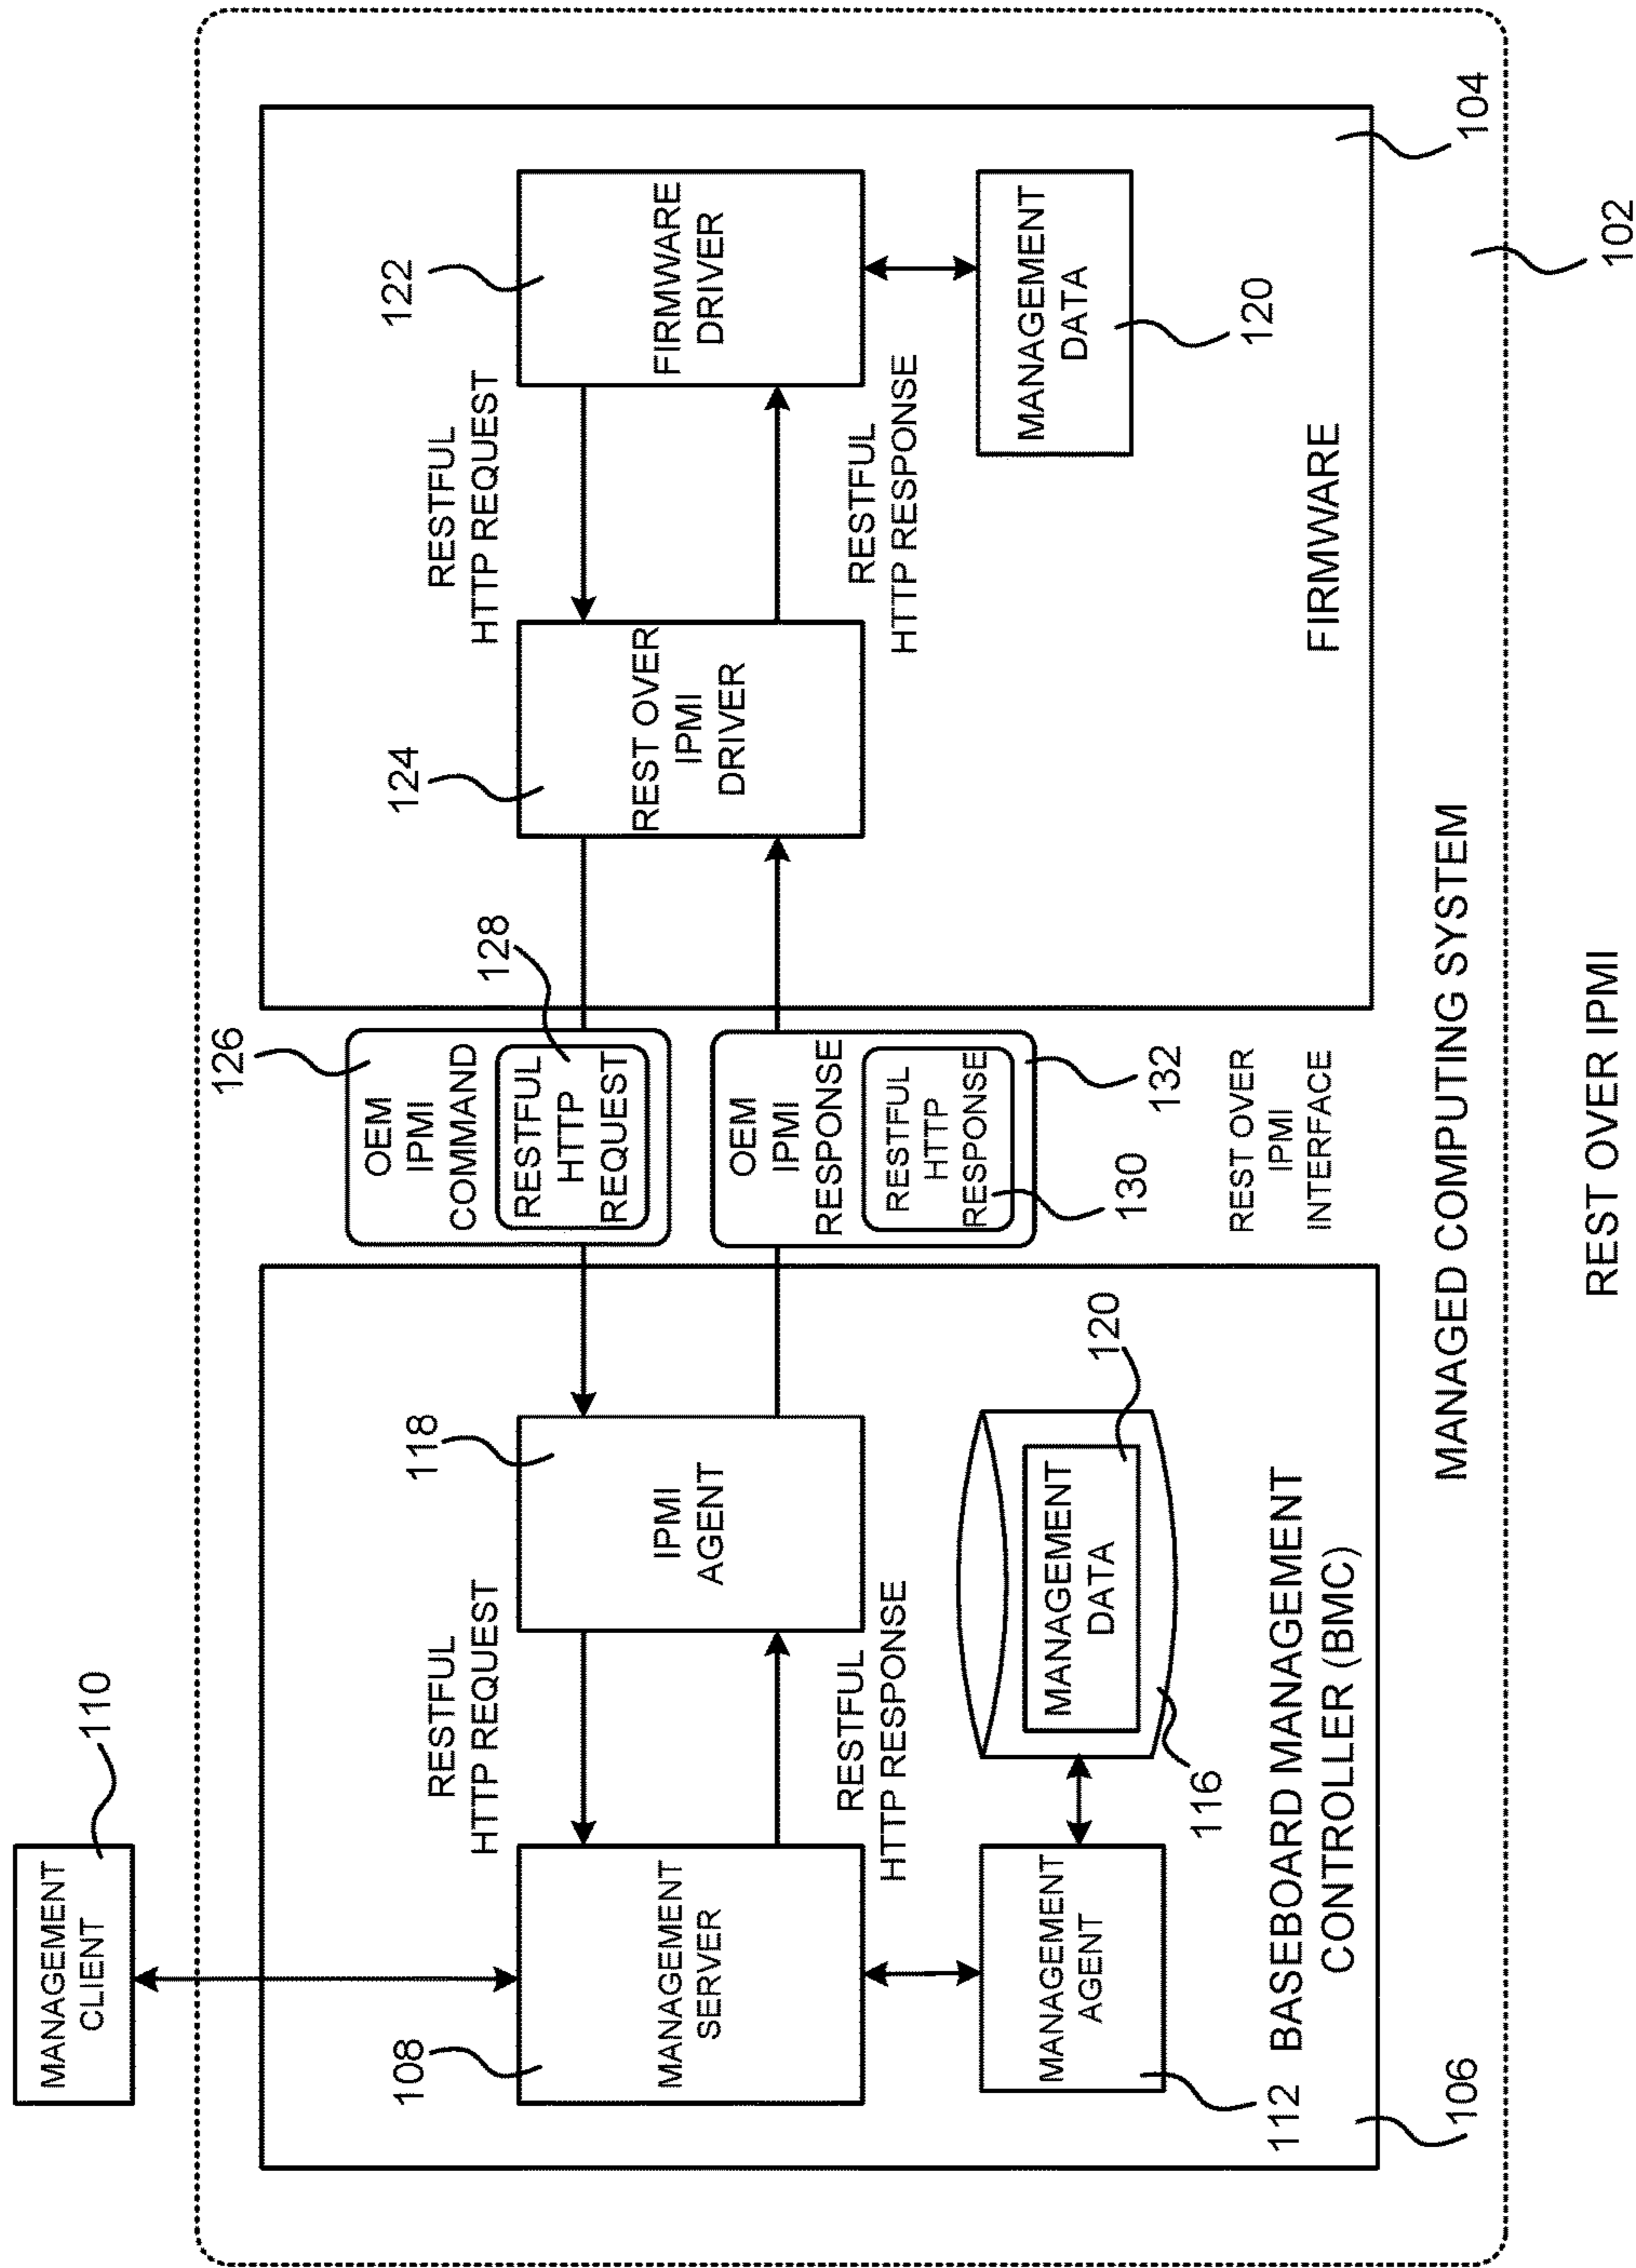 MANAGEMENT
CLIENT
110
108
MANAGEMENT
SERVER
RESTFUL
HTTP REQUEST
RESTFUL
HTTP RESPONSE
118
IPMI
AGENT
MANAGEMENT
AGENT
112
116
MANAGEMENT
DATA
120
BASEBOARD MANAGEMENT
CONTROLLER (BMC)
106
126
OEM
IPMI
COMMAND
128
RESTFUL
HTTP
REQUEST
OEM
IPMI
RESPONSE
RESTFUL
HTTP
RESPONSE
130
132
REST OVER
IPMI
INTERFACE
124
REST OVER
IPMI
DRIVER
RESTFUL
HTTP REQUEST
RESTFUL
HTTP RESPONSE
122
FIRMWARE
DRIVER
MANAGEMENT
DATA
120
FIRMWARE
104
MANAGED COMPUTING SYSTEM
102
REST OVER IPMI